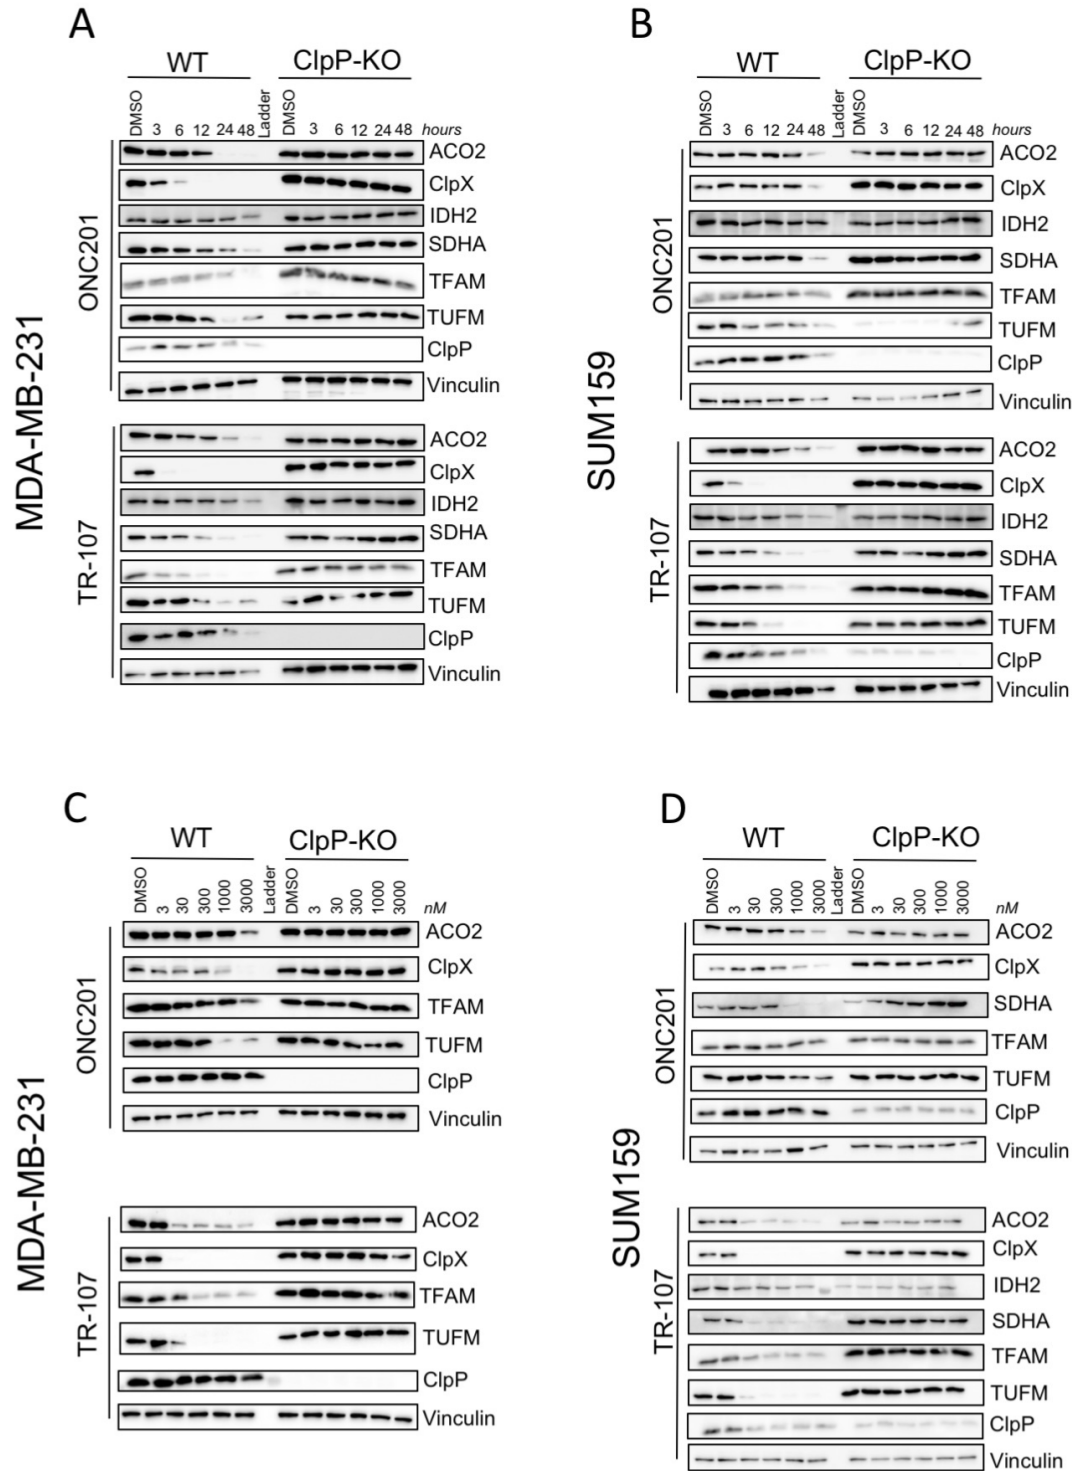 A
WT ClpP-KO
DMSO 3 6 12 24 48 Ladder DMSO 3 6 12 24 48 hours
MDA-MB-231
ONC201
ACO2
ClpX
IDH2
SDHA
TFAM
TUFM
ClpP
Vinculin
TR-107
ACO2
ClpX
IDH2
SDHA
TFAM
TUFM
ClpP
Vinculin
B
WT ClpP-KO
DMSO 3 6 12 24 48 Ladder DMSO 3 6 12 24 48 hours
SUM159
ONC201
ACO2
ClpX
IDH2
SDHA
TFAM
TUFM
ClpP
Vinculin
TR-107
ACO2
ClpX
IDH2
SDHA
TFAM
TUFM
ClpP
Vinculin
C
WT ClpP-KO
DMSO 3 30 300 1000 3000 Ladder DMSO 3 30 300 1000 3000 nM
MDA-MB-231
ONC201
ACO2
ClpX
TFAM
TUFM
ClpP
Vinculin
TR-107
ACO2
ClpX
TFAM
TUFM
ClpP
Vinculin
D
WT ClpP-KO
DMSO 3 30 300 1000 3000 Ladder DMSO 3 30 300 1000 3000 nM
SUM159
ONC201
ACO2
ClpX
SDHA
TFAM
TUFM
ClpP
Vinculin
TR-107
ACO2
ClpX
IDH2
SDHA
TFAM
TUFM
ClpP
Vinculin